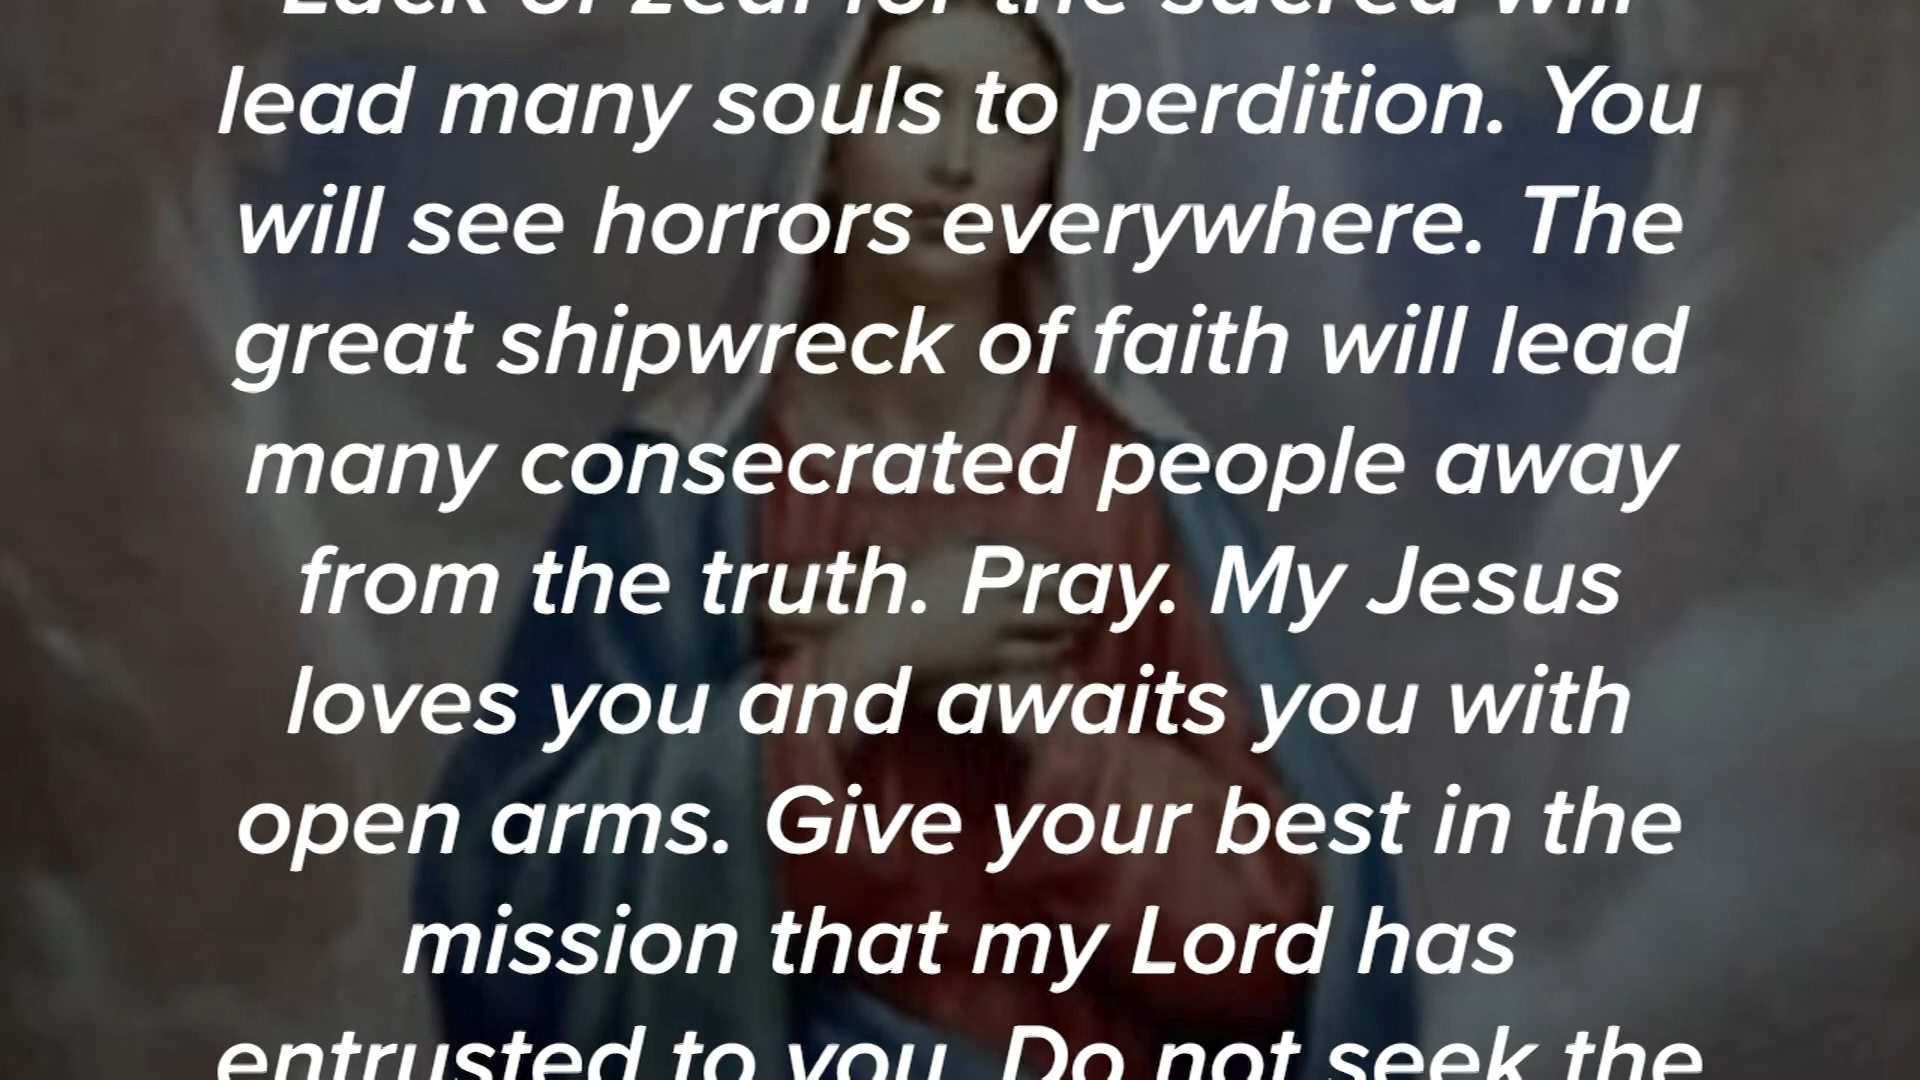 Lack of zeal for the sacred will
lead many souls to perdition. You
will see horrors everywhere. The
great shipwreck of faith will lead
many consecrated people away
from the truth. Pray. My Jesus
loves you and awaits you with
open arms. Give your best in the
mission that my Lord has
entrusted to you. Do not seek the